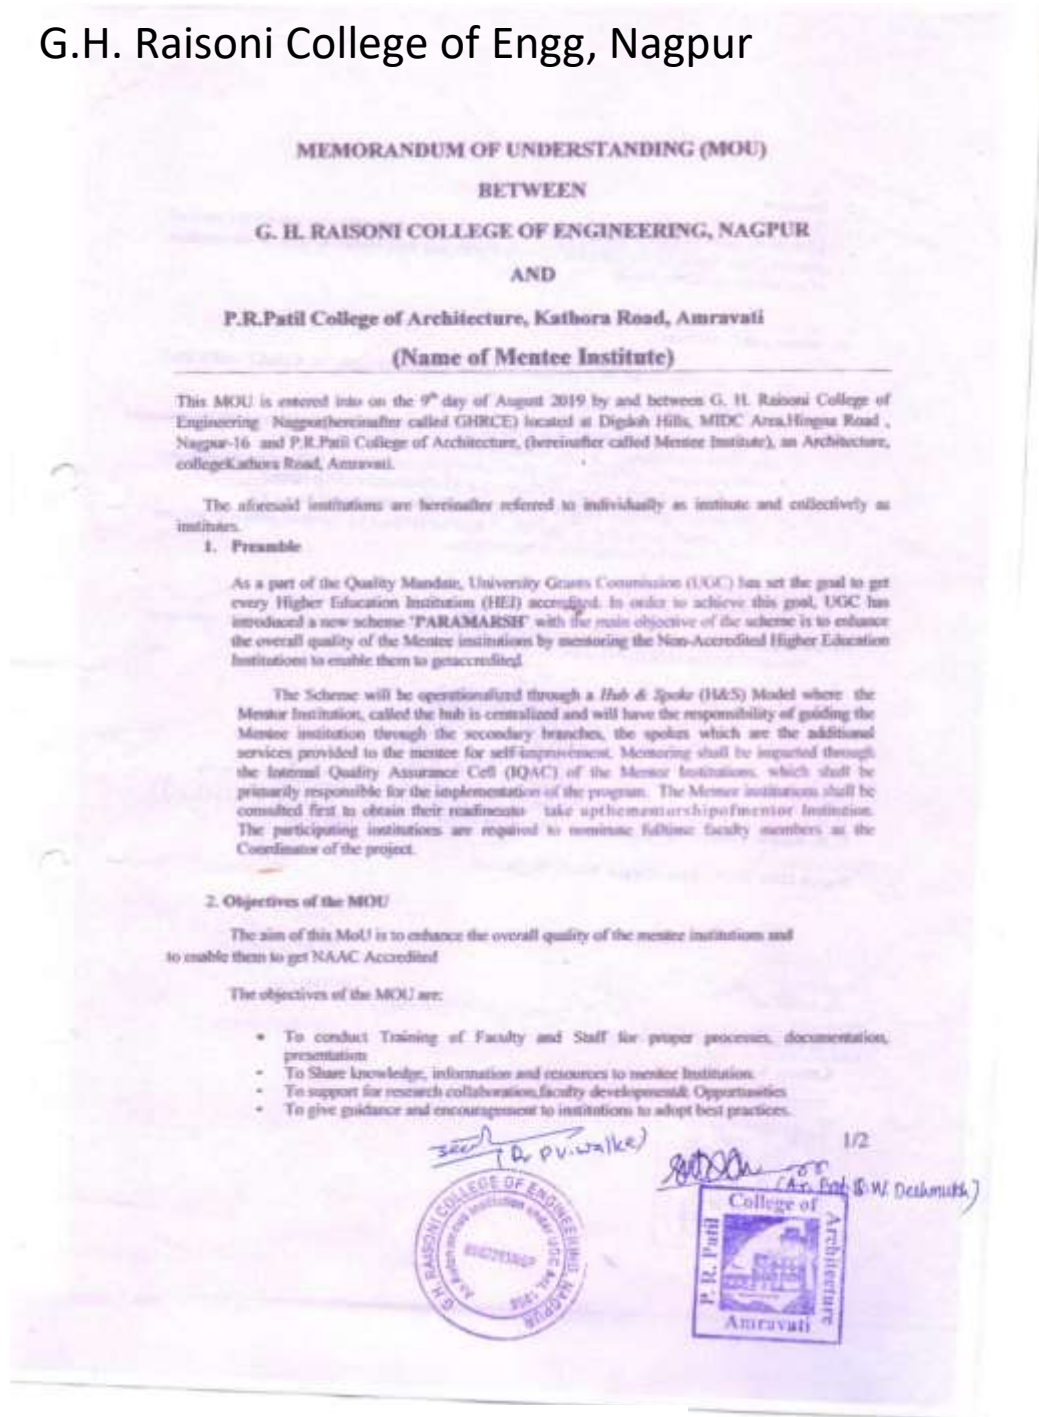 G.H. Raisoni College of Engg, Nagpur
MEMORANDUM OF UNDERSTANDING (MOU)
BETWEEN
G. H. RAISONI COLLEGE OF ENGINEERING, NAGPUR
AND
P.R.Patil College of Architecture, Kathora Road, Amravati
(Name of Mentee Institute)
This MOU is entered into on the 9th day of August 2019 by and between G. H. Raisoni College of
Engineering Nagpur(hereinafter called GHRCE) located at Digdoh Hills, MIDC Area,Hingna Road ,
Nagpur-16 and P.R.Patil College of Architecture, (hereinafter called Mentee Institute), an Architecture,
collegeKathora Road, Amravati.
The aforesaid institutions are hereinafter referred to individually as institute and collectively as
institutes.
1. Preamble
As a part of the Quality Mandate, University Grants Commission (UGC) has set the goal to get
every Higher Education Institution (HEI) accredited. In order to achieve this goal, UGC has
introduced a new scheme 'PARAMARSH' with the main objective of the scheme is to enhance
the overall quality of the Mentee institutions by mentoring the Non-Accredited Higher Education
Institutions to enable them to getaccredited.
The Scheme will be operationalized through a Hub & Spoke (H&S) Model where the
Mentor Institution, called the hub is centralized and will have the responsibility of guiding the
Mentee institution through the secondary branches, the spokes which are the additional
services provided to the mentee for self-improvement. Mentoring shall be imparted through
the Internal Quality Assurance Cell (IQAC) of the Mentor Institutions, which shall be
primarily responsible for the implementation of the program. The Mentee institutions shall be
consulted first to obtain their take upthementorshipofmentor Institution.
The participating institutions are required to nominate fulltime faculty members as the
Coordinator of the project.
2. Objectives of the MOU
The aim of this MoU is to enhance the overall quality of the mentee institutions and
to enable them to get NAAC Accredited
The objectives of the MOU are:
• To conduct Training of Faculty and Staff for proper processes, documentation,
presentation
• To Share knowledge, information and resources to mentee Institution.
• To support for research collaboration,faculty development& Opportunities
• To give guidance and encouragement to institutions to adopt best practices.
1/2
(Dr P.V. Walke)
(Ar. Prof. S.W. Deshmukh)
G.H. RAISONI COLLEGE OF ENGINEERING, NAGPUR
An Autonomous Institution under UGC Act, 1956
P. R. Patil
College of
Architecture
Amravati